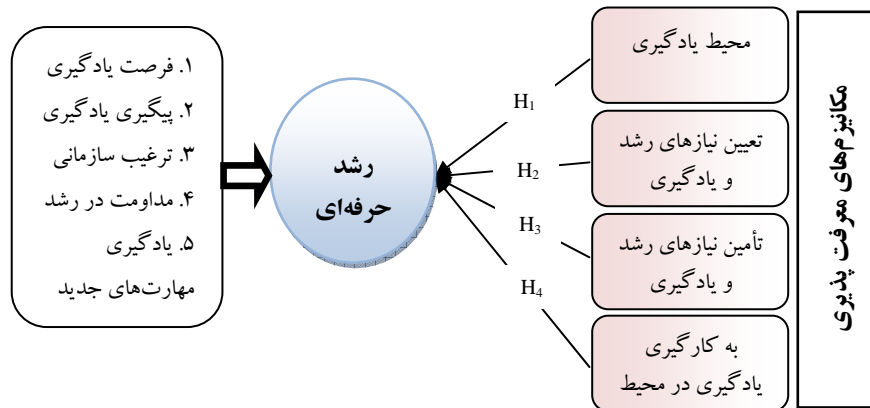 مکانیزم‌های معرفت پذیری
محیط یادگیری
تعیین نیازهای رشد
و یادگیری
تأمین نیازهای رشد
و یادگیری
به کارگیری
یادگیری در محیط
H₁
H₂
H₃
H₄
رشد
حرفه‌ای
۱. فرصت یادگیری
۲. پیگیری یادگیری
۳. ترغیب سازمانی
۴. مداومت در رشد
۵. یادگیری
مهارت‌های جدید